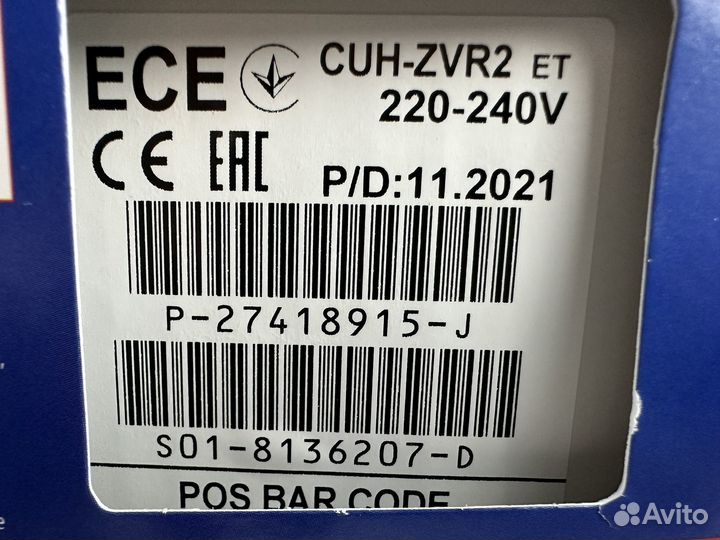 ECE CUH-ZVR2 ET
220-240V
CE EAC
P/D:11.2021
P-27418915-J
S01-8136207-D
POS BAR CODE
e
Avito